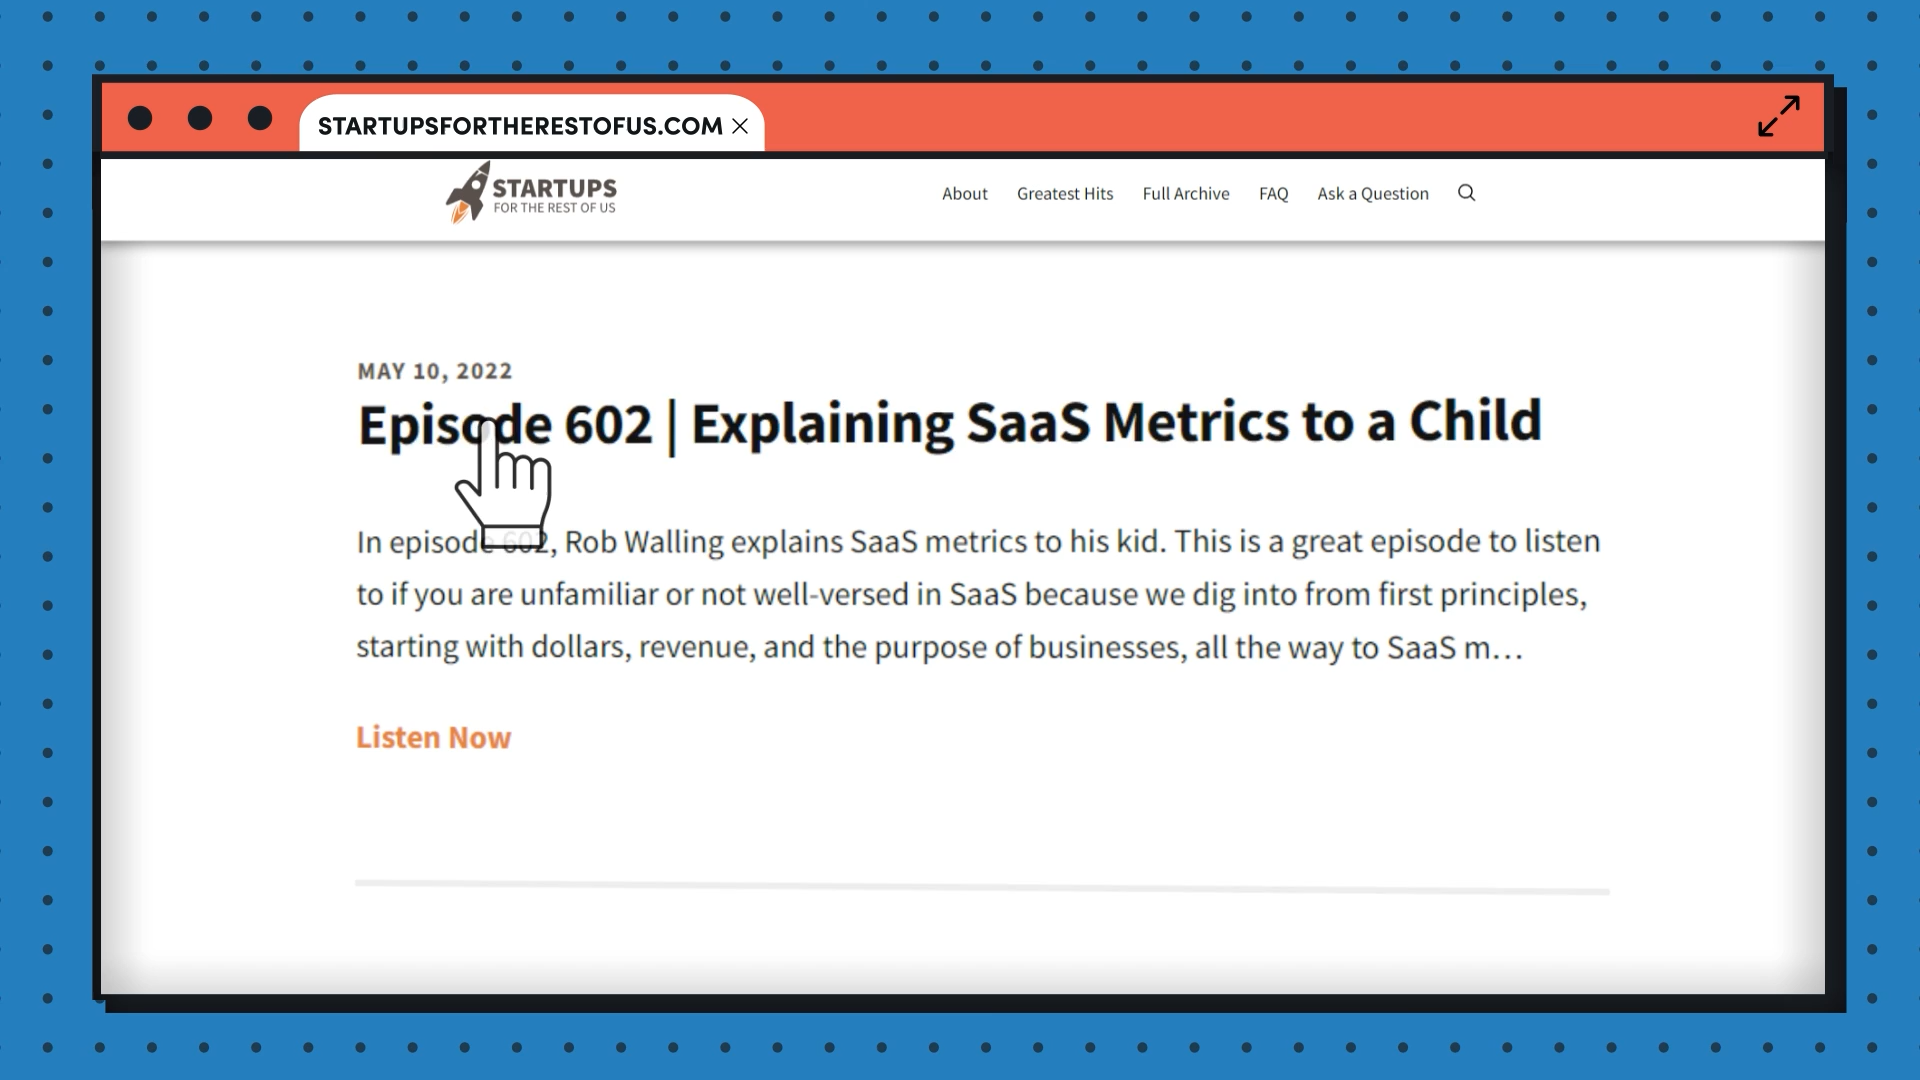 STARTUPSFORTHERESTOFUS.COM
STARTUPS
FOR THE REST OF US
About Greatest Hits Full Archive FAQ Ask a Question
MAY 10, 2022
Episode 602 | Explaining SaaS Metrics to a Child
In episode 602, Rob Walling explains SaaS metrics to his kid. This is a great episode to listen
to if you are unfamiliar or not well-versed in SaaS because we dig into from first principles,
starting with dollars, revenue, and the purpose of businesses, all the way to SaaS m…
Listen Now